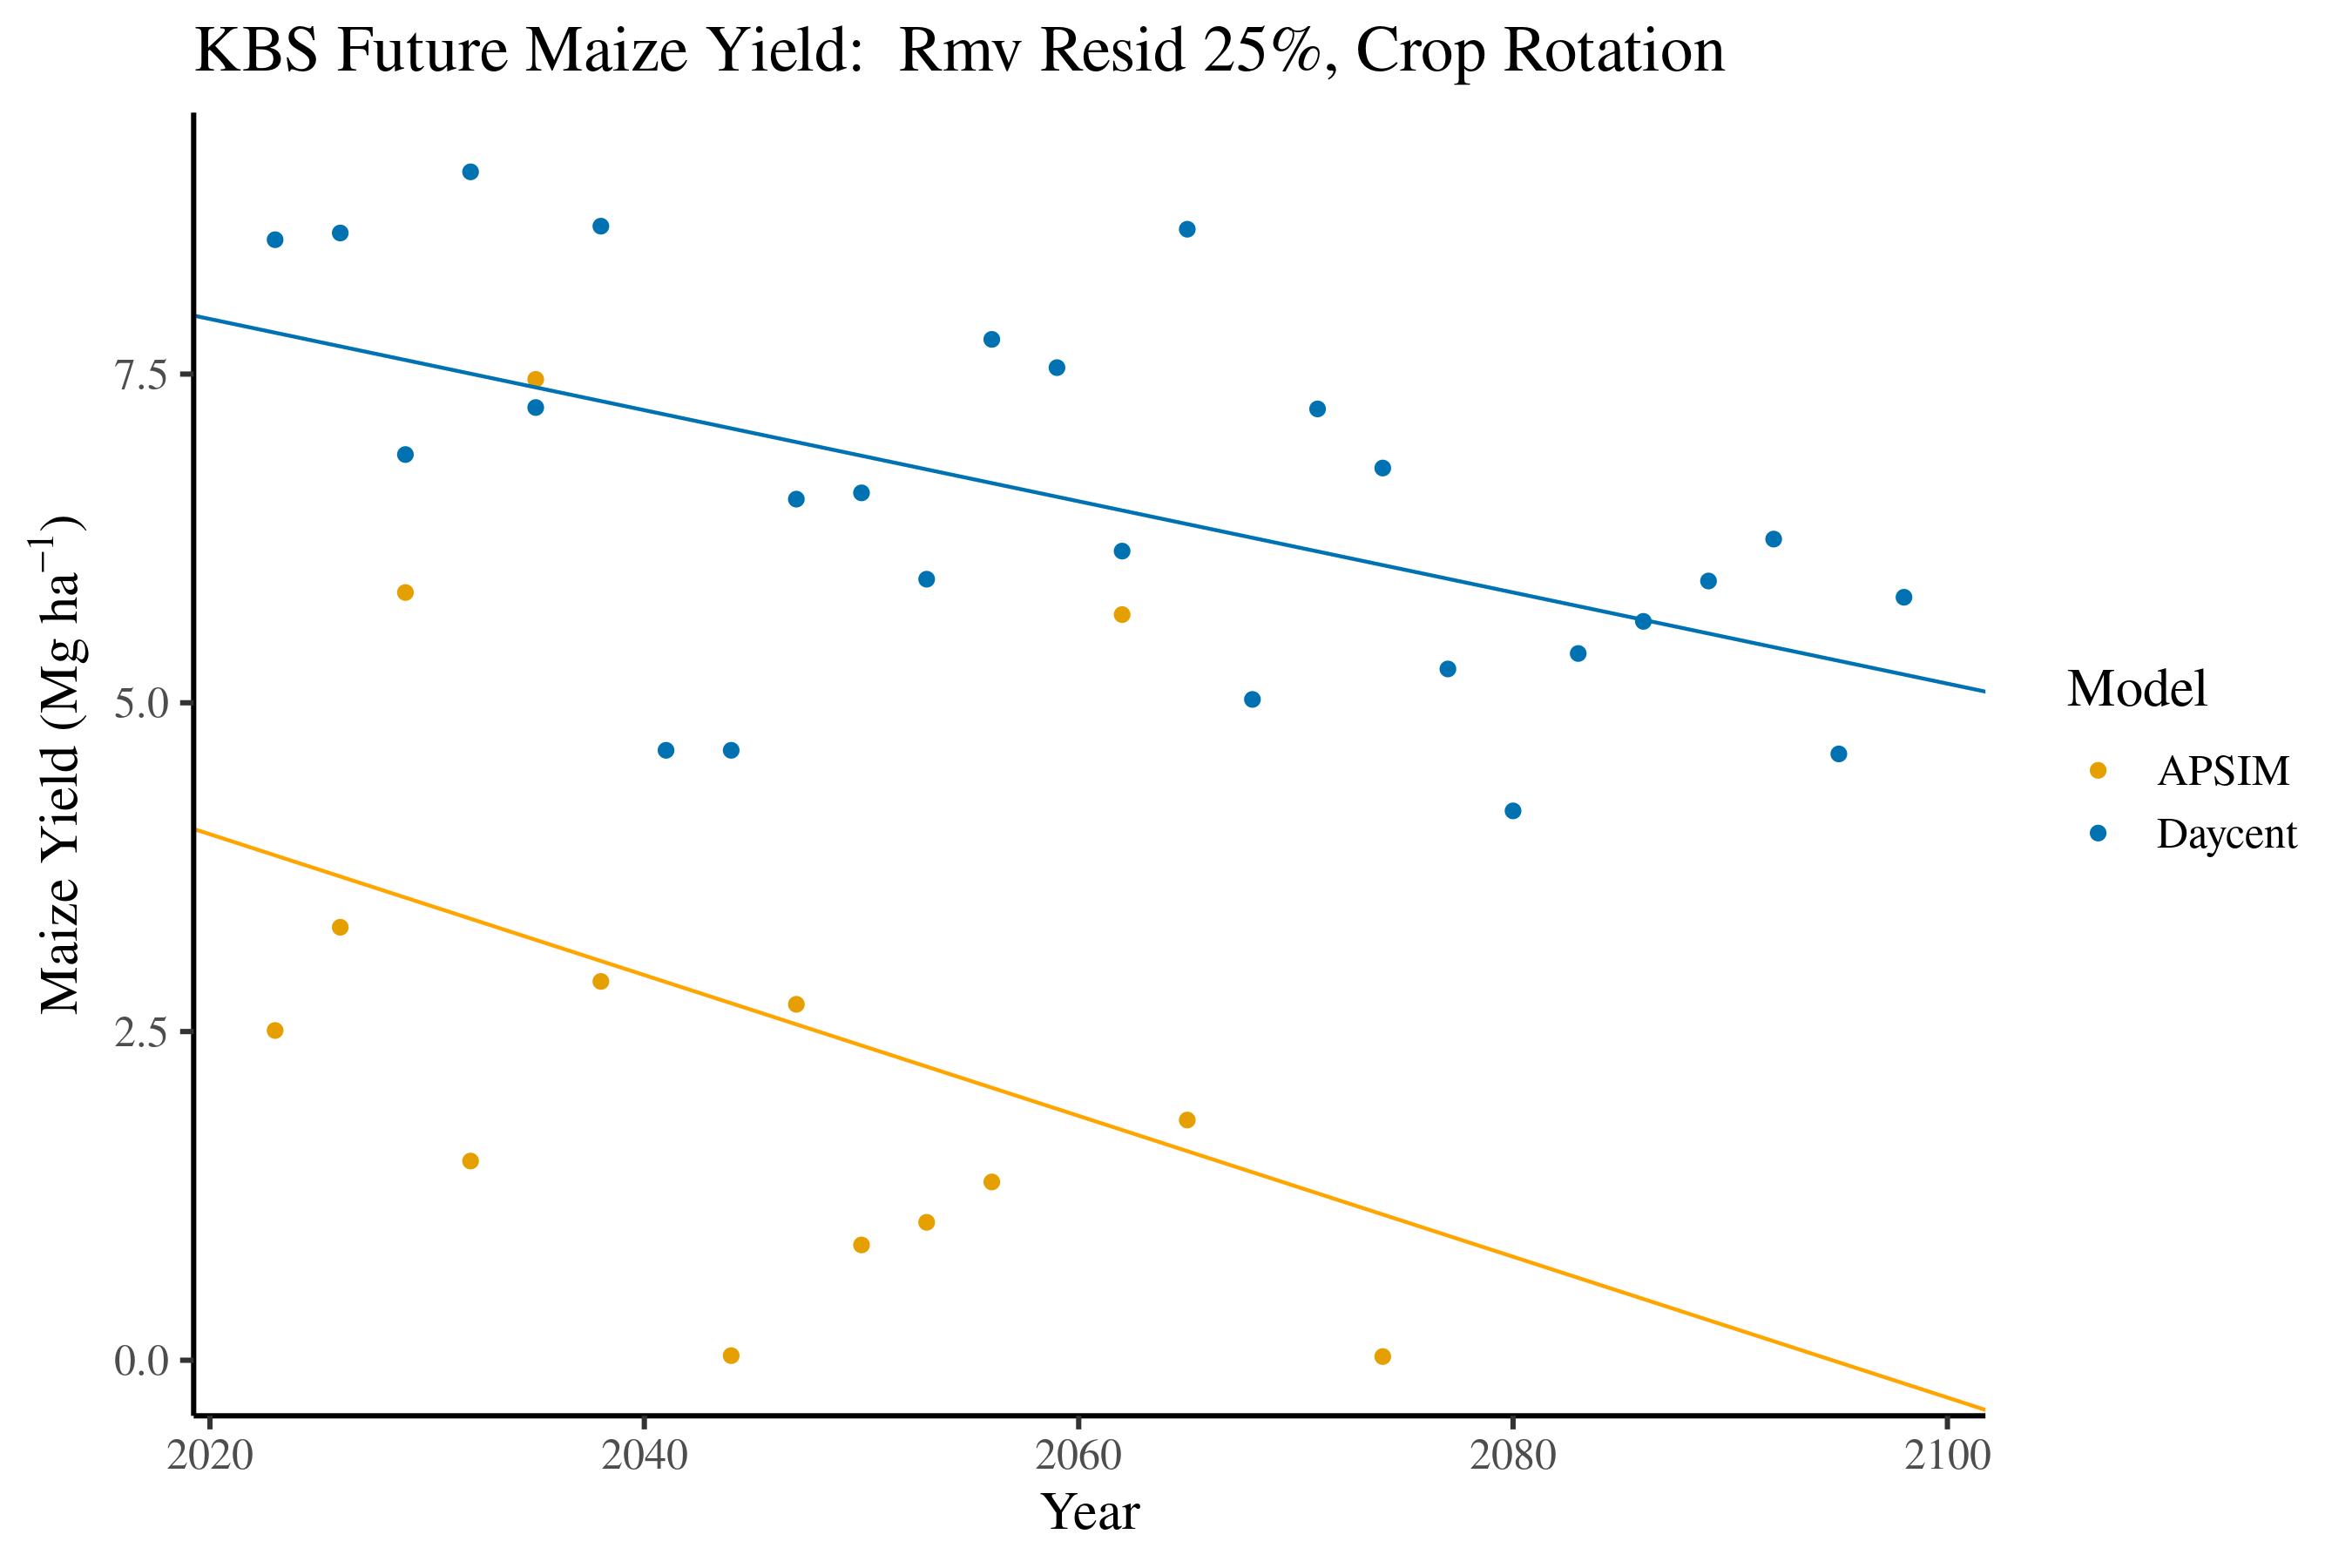 KBS Future Maize Yield:  Rmv Resid 25%, Crop Rotation
Maize Yield (Mg ha⁻¹)
7.5
5.0
2.5
0.0
2020 2040 2060 2080 2100
Year
Model
APSIM
Daycent